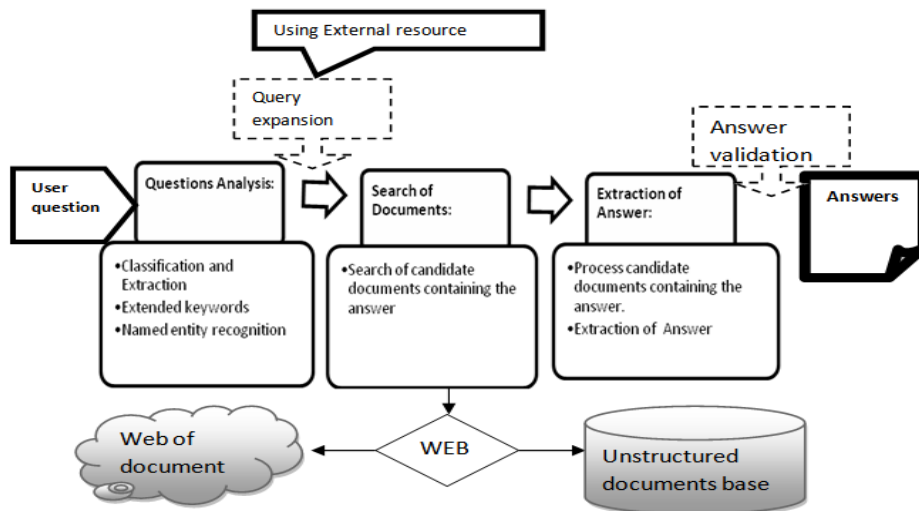 Using External resource
Query
expansion
Answer
validation
User
question
Questions Analysis:
Search of
Documents:
Extraction of
Answer:
Answers
•Classification and
Extraction
•Extended keywords
•Named entity recognition
•Search of candidate
documents containing the
answer
•Process candidate
documents containing the
answer.
•Extraction of Answer
Web of
document
WEB
Unstructured
documents base